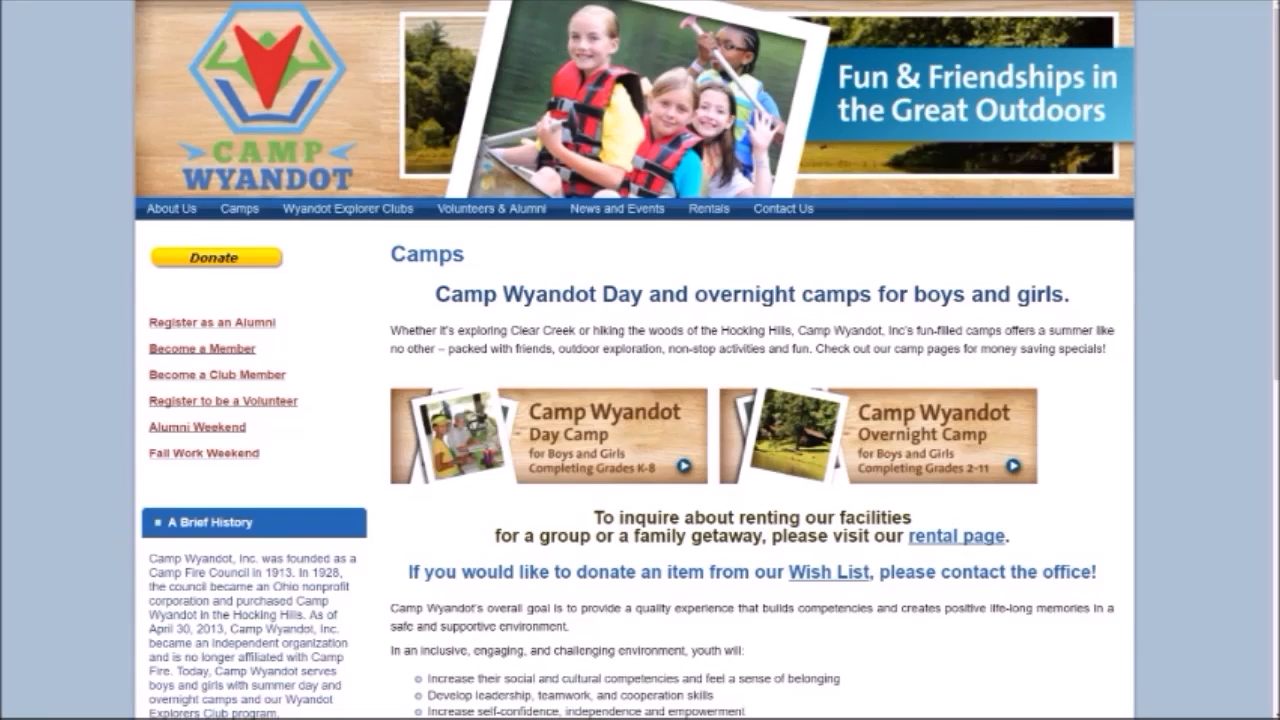 Fun & Friendships in
the Great Outdoors
CAMP
WYANDOT
About Us Camps Wyandot Explorer Clubs Volunteers & Alumni News and Events Rentals Contact Us
Donate
Register as an Alumni
Become a Member
Become a Club Member
Register to be a Volunteer
Alumni Weekend
Fall Work Weekend
A Brief History
Camp Wyandot, Inc. was founded as a
Camp Fire Council in 1913. In 1928,
the council became an Ohio nonprofit
corporation and purchased Camp
Wyandot in the Hocking Hills. As of
April 30, 2013, Camp Wyandot, Inc.
became an independent organization
and is no longer affiliated with Camp
Fire. Today, Camp Wyandot serves
boys and girls with summer day and
overnight camps and our Wyandot
Explorers Club program.
Camps
Camp Wyandot Day and overnight camps for boys and girls.
Whether it's exploring Clear Creek or hiking the woods of the Hocking Hills, Camp Wyandot, Inc's fun-filled camps offers a summer like
no other – packed with friends, outdoor exploration, non-stop activities and fun. Check out our camp pages for money saving specials!
Camp Wyandot
Day Camp
for Boys and Girls
Completing Grades K-8
Camp Wyandot
Overnight Camp
for Boys and Girls
Completing Grades 2-11
To inquire about renting our facilities
for a group or a family getaway, please visit our rental page.
If you would like to donate an item from our Wish List, please contact the office!
Camp Wyandot's overall goal is to provide a quality experience that builds competencies and creates positive life-long memories in a
safe and supportive environment.
In an inclusive, engaging, and challenging environment, youth will:
Increase their social and cultural competencies and feel a sense of belonging
Develop leadership, teamwork, and cooperation skills
Increase self-confidence, independence and empowerment